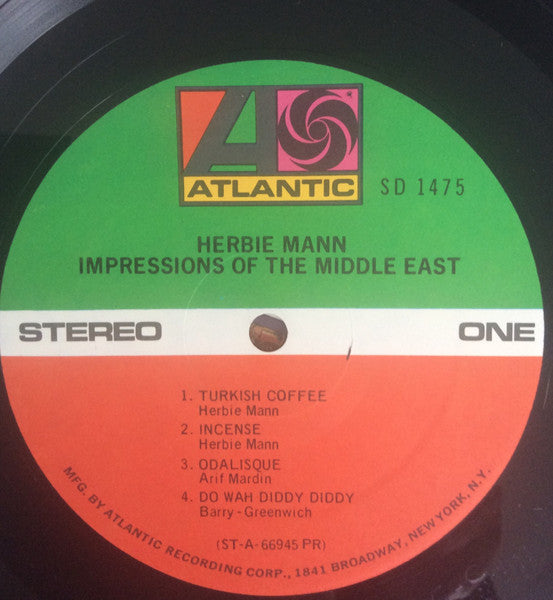 ATLANTIC
SD 1475
HERBIE MANN
IMPRESSIONS OF THE MIDDLE EAST
STEREO
ONE
1. TURKISH COFFEE
Herbie Mann
2. INCENSE
Herbie Mann
3. ODALISQUE
Arif Mardin
4. DO WAH DIDDY DIDDY
Barry-Greenwich
(ST-A-66945 PR)
MFG. BY ATLANTIC RECORDING CORP., 1841 BROADWAY, NEW YORK, N.Y.